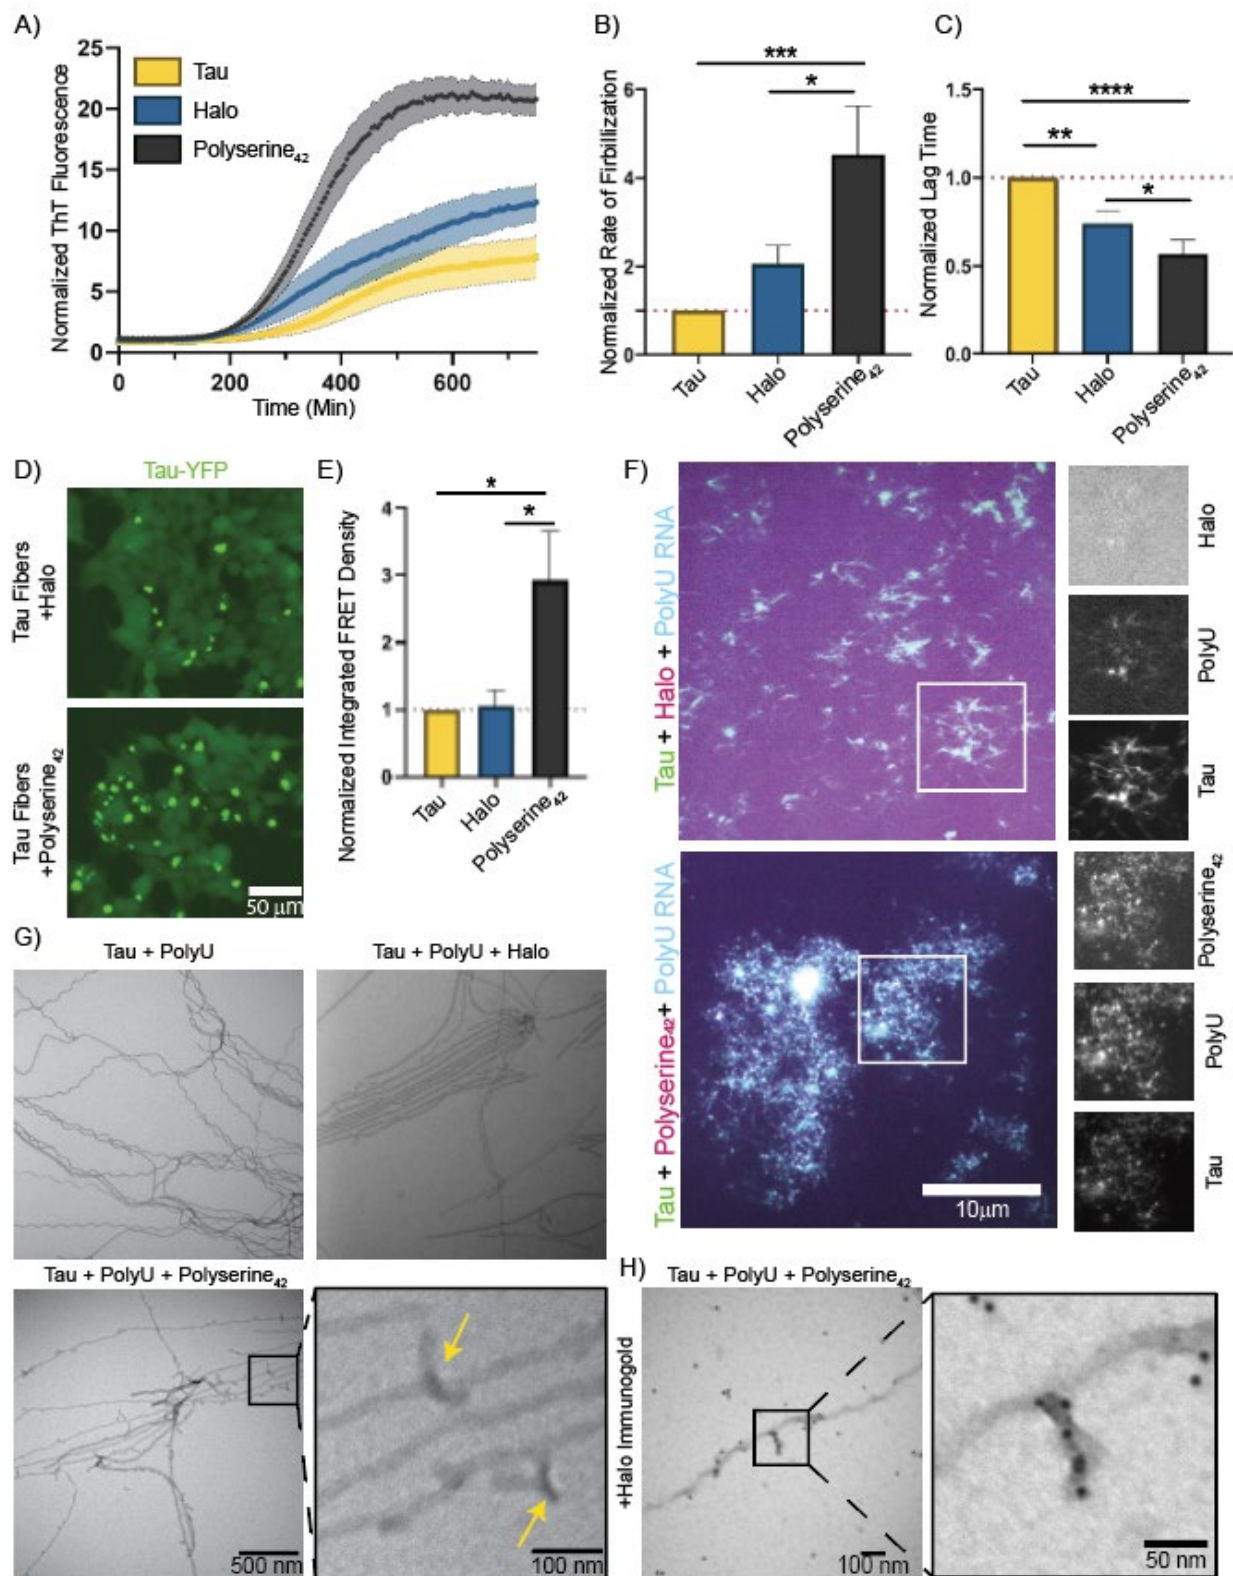 A)
25
20
15
10
5
0
Normalized ThT Fluorescence
Tau
Halo
Polyserine₄₂
0
200
400
600
Time (Min)
B)
***
*
6
4
2
0
Normalized Rate of Firbillization
Tau
Halo
Polyserine₄₂
C)
****
**
*
1.5
1.0
0.5
0.0
Normalized Lag Time
Tau
Halo
Polyserine₄₂
D)
Tau-YFP
Tau Fibers
+Halo
Tau Fibers
+Polyserine₄₂
50 µm
E)
*
*
4
3
2
1
0
Normalized Integrated FRET Density
Tau
Halo
Polyserine₄₂
F)
Tau + Halo + PolyU RNA
Halo
PolyU
Tau
Tau + Polyserine₄₂+ PolyU RNA
10µm
Polyserine₄₂
PolyU
Tau
G)
Tau + PolyU
Tau + PolyU + Halo
Tau + PolyU + Polyserine₄₂
500 nm
100 nm
H)
Tau + PolyU + Polyserine₄₂
+Halo Immunogold
100 nm
50 nm